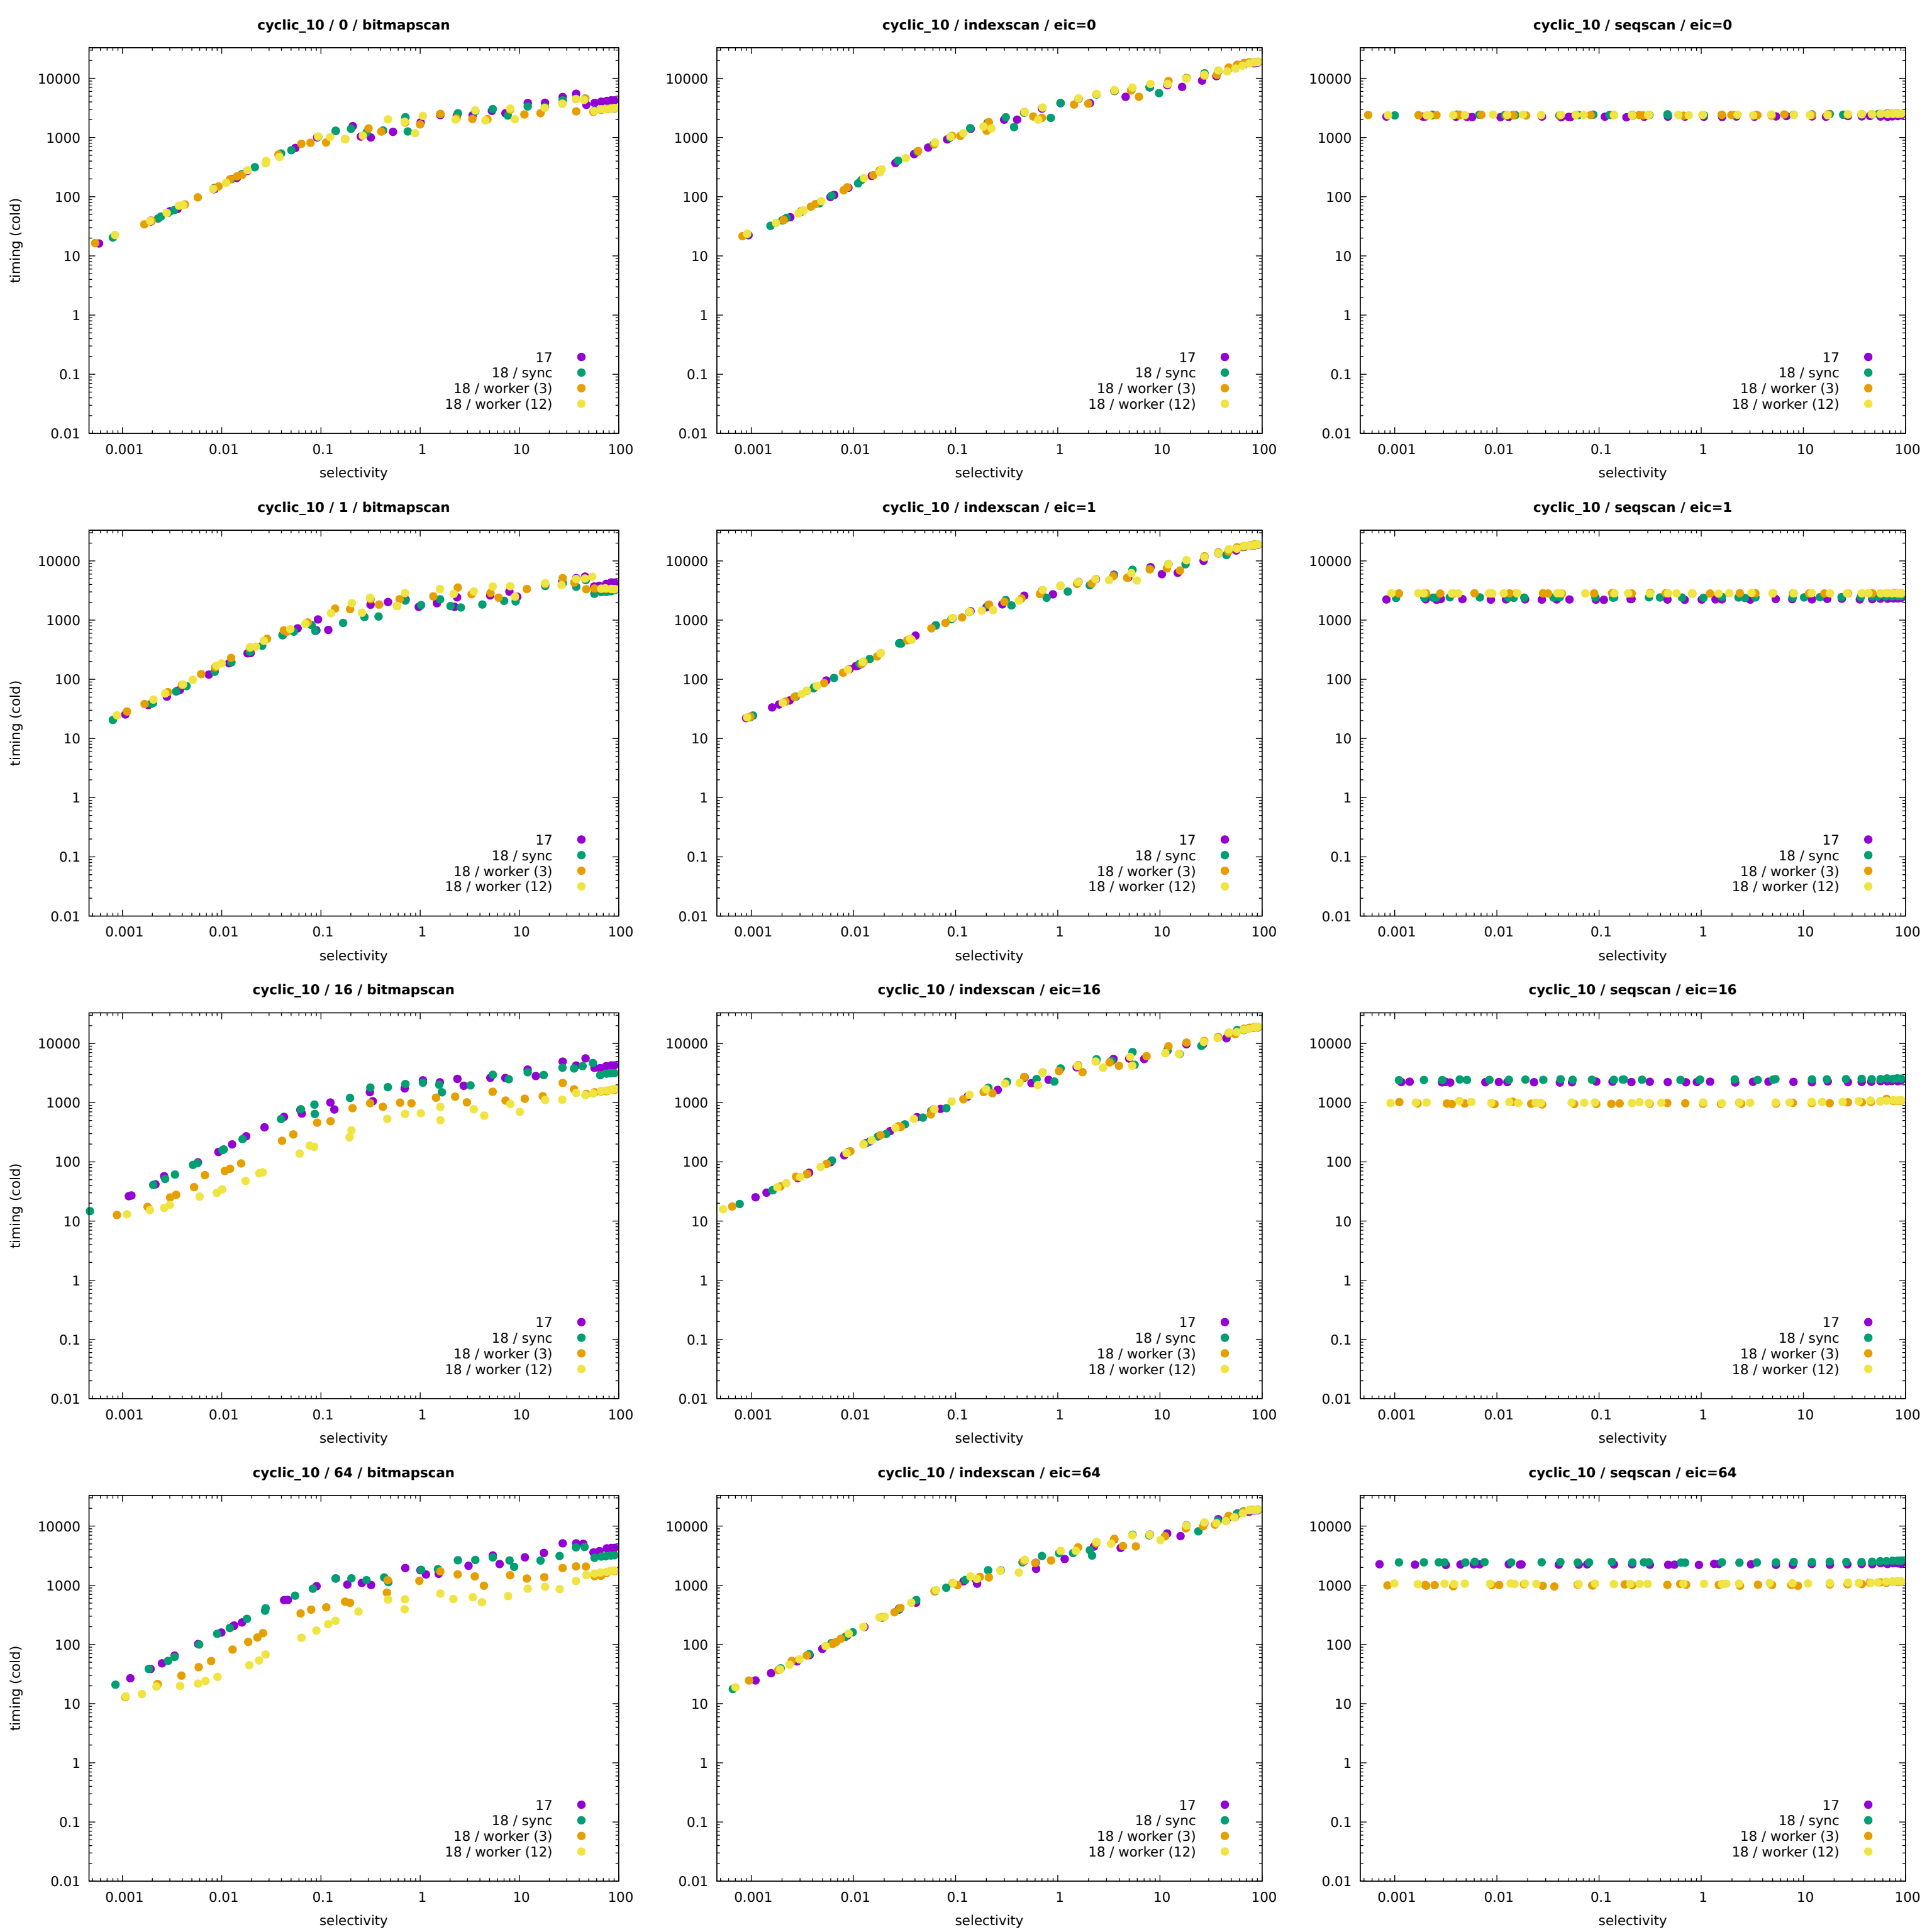 cyclic_10 / 0 / bitmapscan
timing (cold)
10000
1000
100
10
1
0.1
0.01
17
18 / sync
18 / worker (3)
18 / worker (12)
0.001 0.01 0.1 1 10 100
selectivity
cyclic_10 / indexscan / eic=0
10000
1000
100
10
1
0.1
0.01
17
18 / sync
18 / worker (3)
18 / worker (12)
0.001 0.01 0.1 1 10 100
selectivity
cyclic_10 / seqscan / eic=0
10000
1000
100
10
1
0.1
0.01
17
18 / sync
18 / worker (3)
18 / worker (12)
0.001 0.01 0.1 1 10 100
selectivity
cyclic_10 / 1 / bitmapscan
timing (cold)
10000
1000
100
10
1
0.1
0.01
17
18 / sync
18 / worker (3)
18 / worker (12)
0.001 0.01 0.1 1 10 100
selectivity
cyclic_10 / indexscan / eic=1
10000
1000
100
10
1
0.1
0.01
17
18 / sync
18 / worker (3)
18 / worker (12)
0.001 0.01 0.1 1 10 100
selectivity
cyclic_10 / seqscan / eic=1
10000
1000
100
10
1
0.1
0.01
17
18 / sync
18 / worker (3)
18 / worker (12)
0.001 0.01 0.1 1 10 100
selectivity
cyclic_10 / 16 / bitmapscan
timing (cold)
10000
1000
100
10
1
0.1
0.01
17
18 / sync
18 / worker (3)
18 / worker (12)
0.001 0.01 0.1 1 10 100
selectivity
cyclic_10 / indexscan / eic=16
10000
1000
100
10
1
0.1
0.01
17
18 / sync
18 / worker (3)
18 / worker (12)
0.001 0.01 0.1 1 10 100
selectivity
cyclic_10 / seqscan / eic=16
10000
1000
100
10
1
0.1
0.01
17
18 / sync
18 / worker (3)
18 / worker (12)
0.001 0.01 0.1 1 10 100
selectivity
cyclic_10 / 64 / bitmapscan
timing (cold)
10000
1000
100
10
1
0.1
0.01
17
18 / sync
18 / worker (3)
18 / worker (12)
0.001 0.01 0.1 1 10 100
selectivity
cyclic_10 / indexscan / eic=64
10000
1000
100
10
1
0.1
0.01
17
18 / sync
18 / worker (3)
18 / worker (12)
0.001 0.01 0.1 1 10 100
selectivity
cyclic_10 / seqscan / eic=64
10000
1000
100
10
1
0.1
0.01
17
18 / sync
18 / worker (3)
18 / worker (12)
0.001 0.01 0.1 1 10 100
selectivity